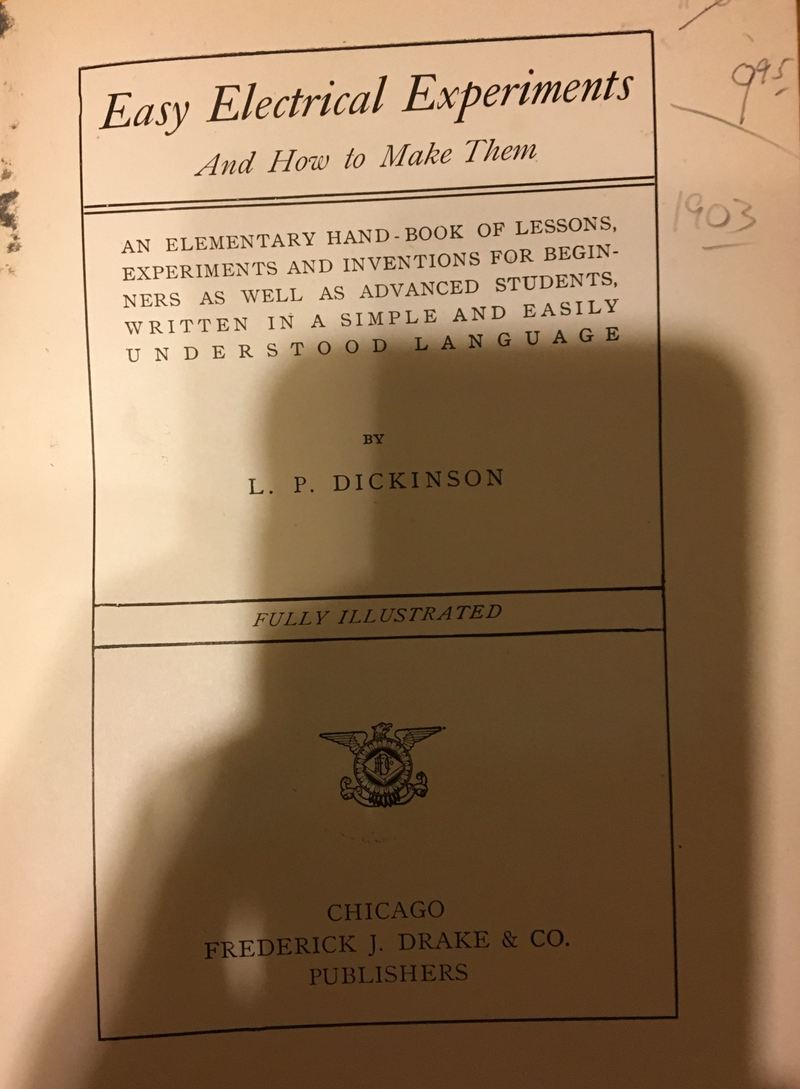 Easy Electrical Experiments
And How to Make Them
AN ELEMENTARY HAND-BOOK OF LESSONS,
EXPERIMENTS AND INVENTIONS FOR BEGIN-
NERS AS WELL AS ADVANCED STUDENTS,
WRITTEN IN A SIMPLE AND EASILY
UNDERSTOOD LANGUAGE
BY
L. P. DICKINSON
FULLY ILLUSTRATED
CHICAGO
FREDERICK J. DRAKE & CO.
PUBLISHERS
9 95
1903